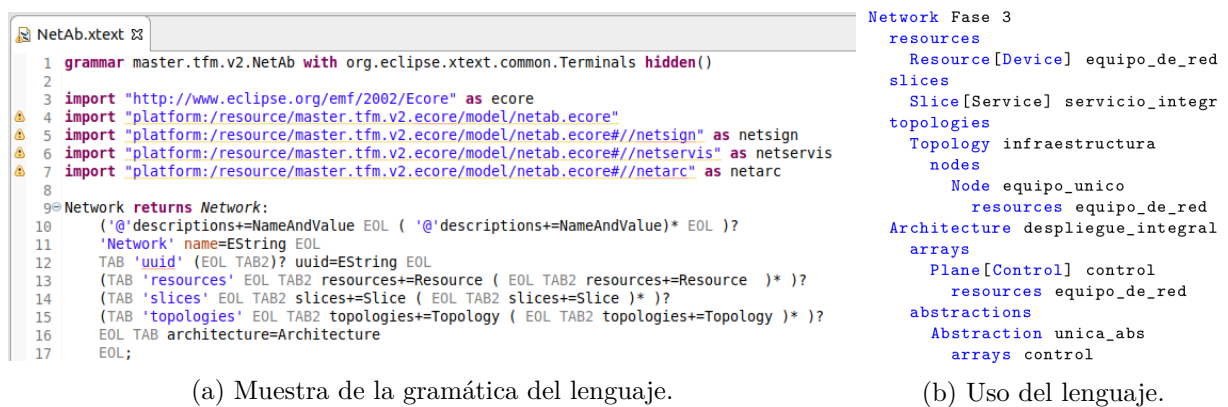 NetAb.xtext
1 grammar master.tfm.v2.NetAb with org.eclipse.xtext.common.Terminals hidden()
2
3 import "http://www.eclipse.org/emf/2002/Ecore" as ecore
4 import "platform:/resource/master.tfm.v2.ecore/model/netab.ecore"
5 import "platform:/resource/master.tfm.v2.ecore/model/netab.ecore#//netsign" as netsign
6 import "platform:/resource/master.tfm.v2.ecore/model/netab.ecore#//netservis" as netservis
7 import "platform:/resource/master.tfm.v2.ecore/model/netab.ecore#//netarc" as netarc
8
9 Network returns Network:
10 ('@'descriptions+=NameAndValue EOL ( '@'descriptions+=NameAndValue)* EOL )?
11 'Network' name=EString EOL
12 TAB 'uuid' (EOL TAB2)? uuid=EString EOL
13 (TAB 'resources' EOL TAB2 resources+=Resource ( EOL TAB2 resources+=Resource )* )?
14 (TAB 'slices' EOL TAB2 slices+=Slice ( EOL TAB2 slices+=Slice )* )?
15 (TAB 'topologies' EOL TAB2 topologies+=Topology ( EOL TAB2 topologies+=Topology )* )?
16 EOL TAB architecture=Architecture
17 EOL;
(a) Muestra de la gramática del lenguaje.
Network Fase 3
resources
Resource[Device] equipo_de_red
slices
Slice[Service] servicio_integr
topologies
Topology infraestructura
nodes
Node equipo_unico
resources equipo_de_red
Architecture despliegue_integral
arrays
Plane[Control] control
resources equipo_de_red
abstractions
Abstraction unica_abs
arrays control
(b) Uso del lenguaje.